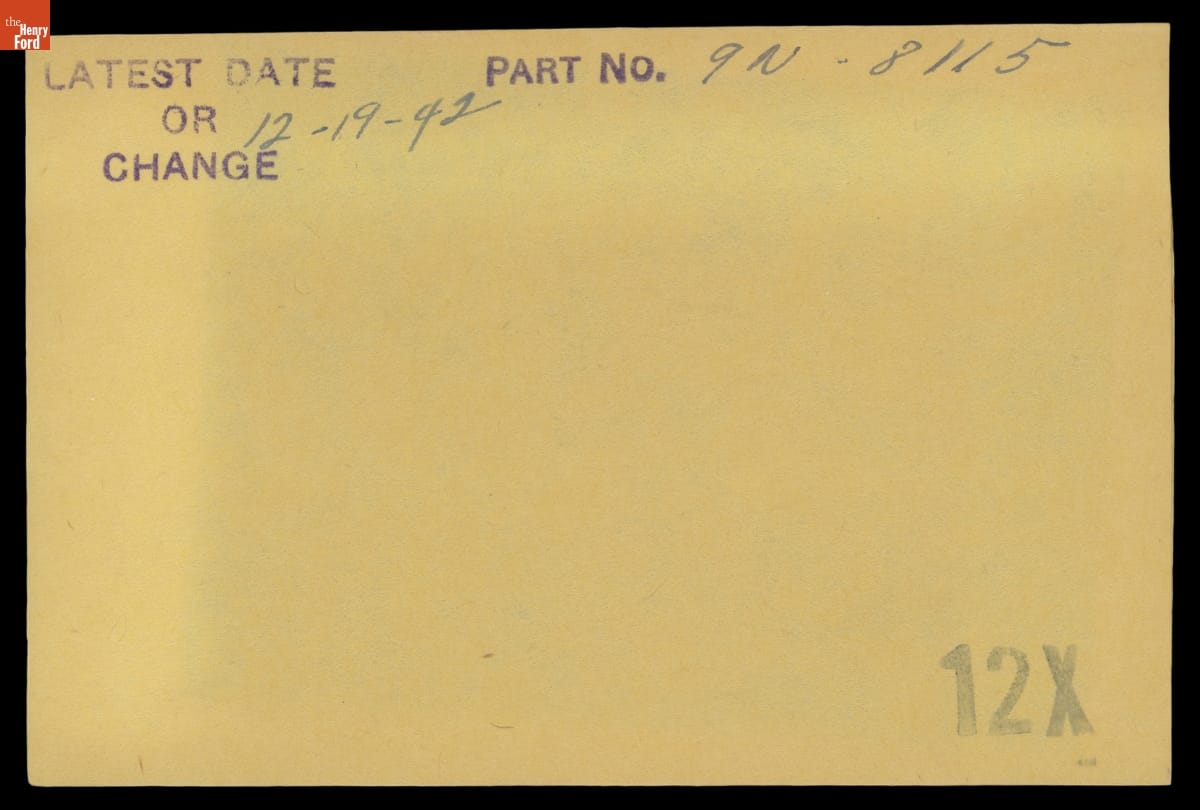 the
Henry
Ford
LATEST DATE
OR 12-19-42
CHANGE
PART NO. 9N-8115
12X